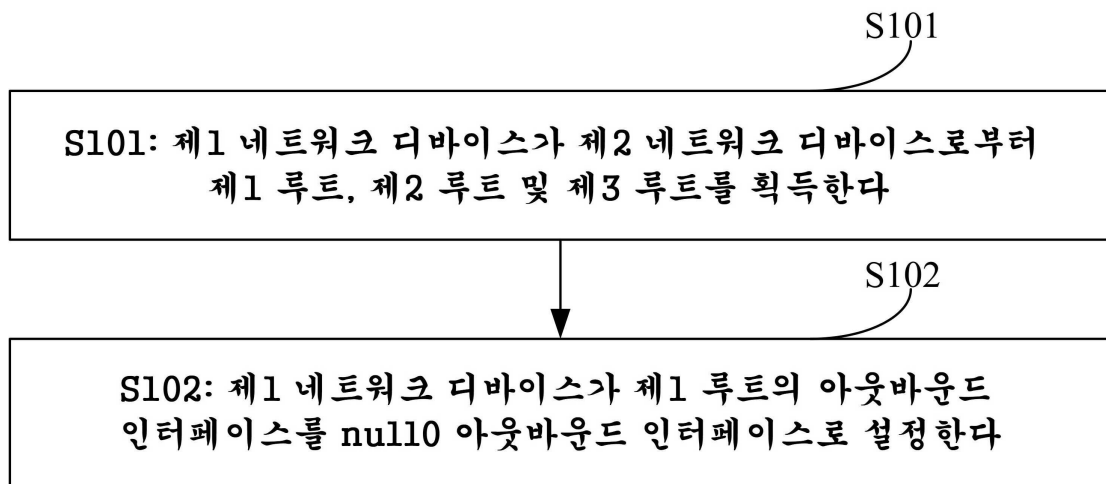 S101
S101: 제1 네트워크 디바이스가 제2 네트워크 디바이스로부터
제1 루트, 제2 루트 및 제3 루트를 획득한다
S102
S102: 제1 네트워크 디바이스가 제1 루트의 아웃바운드
인터페이스를 null0 아웃바운드 인터페이스로 설정한다